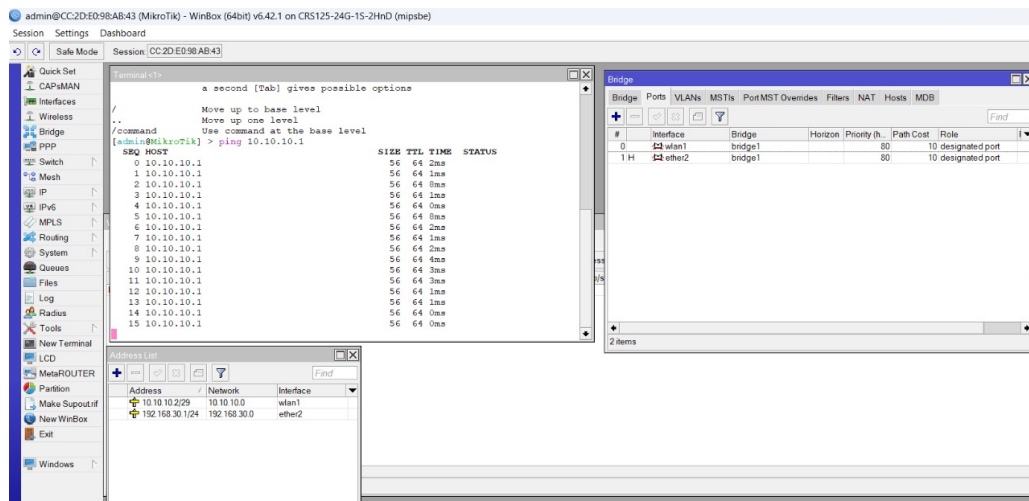 admin@CC:2D:E0:98:AB:43 (MikroTik) - WinBox (64bit) v6.42.1 on CRS125-24G-1S-2HnD (mipsbe)
Session Settings Dashboard
Safe Mode Session: CC:2D:E0:98:AB:43
Quick Set
CAPsMAN
Interfaces
Wireless
Bridge
PPP
Switch
Mesh
IP
IPv6
MPLS
Routing
System
Queues
Files
Log
Radius
Tools
New Terminal
LCD
MetaROUTER
Partition
Make Supout.rif
New WinBox
Exit
Windows
Terminal <1>
a second [Tab] gives possible options
/ Move up to base level
.. Move up one level
/command Use command at the base level
[admin@MikroTik] > ping 10.10.10.1
SEQ HOST SIZE TTL TIME STATUS
0 10.10.10.1 56 64 2ms
1 10.10.10.1 56 64 1ms
2 10.10.10.1 56 64 8ms
3 10.10.10.1 56 64 1ms
4 10.10.10.1 56 64 0ms
5 10.10.10.1 56 64 8ms
6 10.10.10.1 56 64 2ms
7 10.10.10.1 56 64 1ms
8 10.10.10.1 56 64 2ms
9 10.10.10.1 56 64 4ms
10 10.10.10.1 56 64 3ms
11 10.10.10.1 56 64 3ms
12 10.10.10.1 56 64 1ms
13 10.10.10.1 56 64 1ms
14 10.10.10.1 56 64 0ms
15 10.10.10.1 56 64 0ms
Address List
Find
Address / Network Interface
10.10.10.2/29 10.10.10.0 wlan1
192.168.30.1/24 192.168.30.0 ether2
Bridge
Bridge Ports VLANs MSTIs Port MST Overrides Filters NAT Hosts MDB
Find
# Interface Bridge Horizon Priority (h... Path Cost Role
0 wlan1 bridge1 80 10 designated port
1 H ether2 bridge1 80 10 designated port
2 items